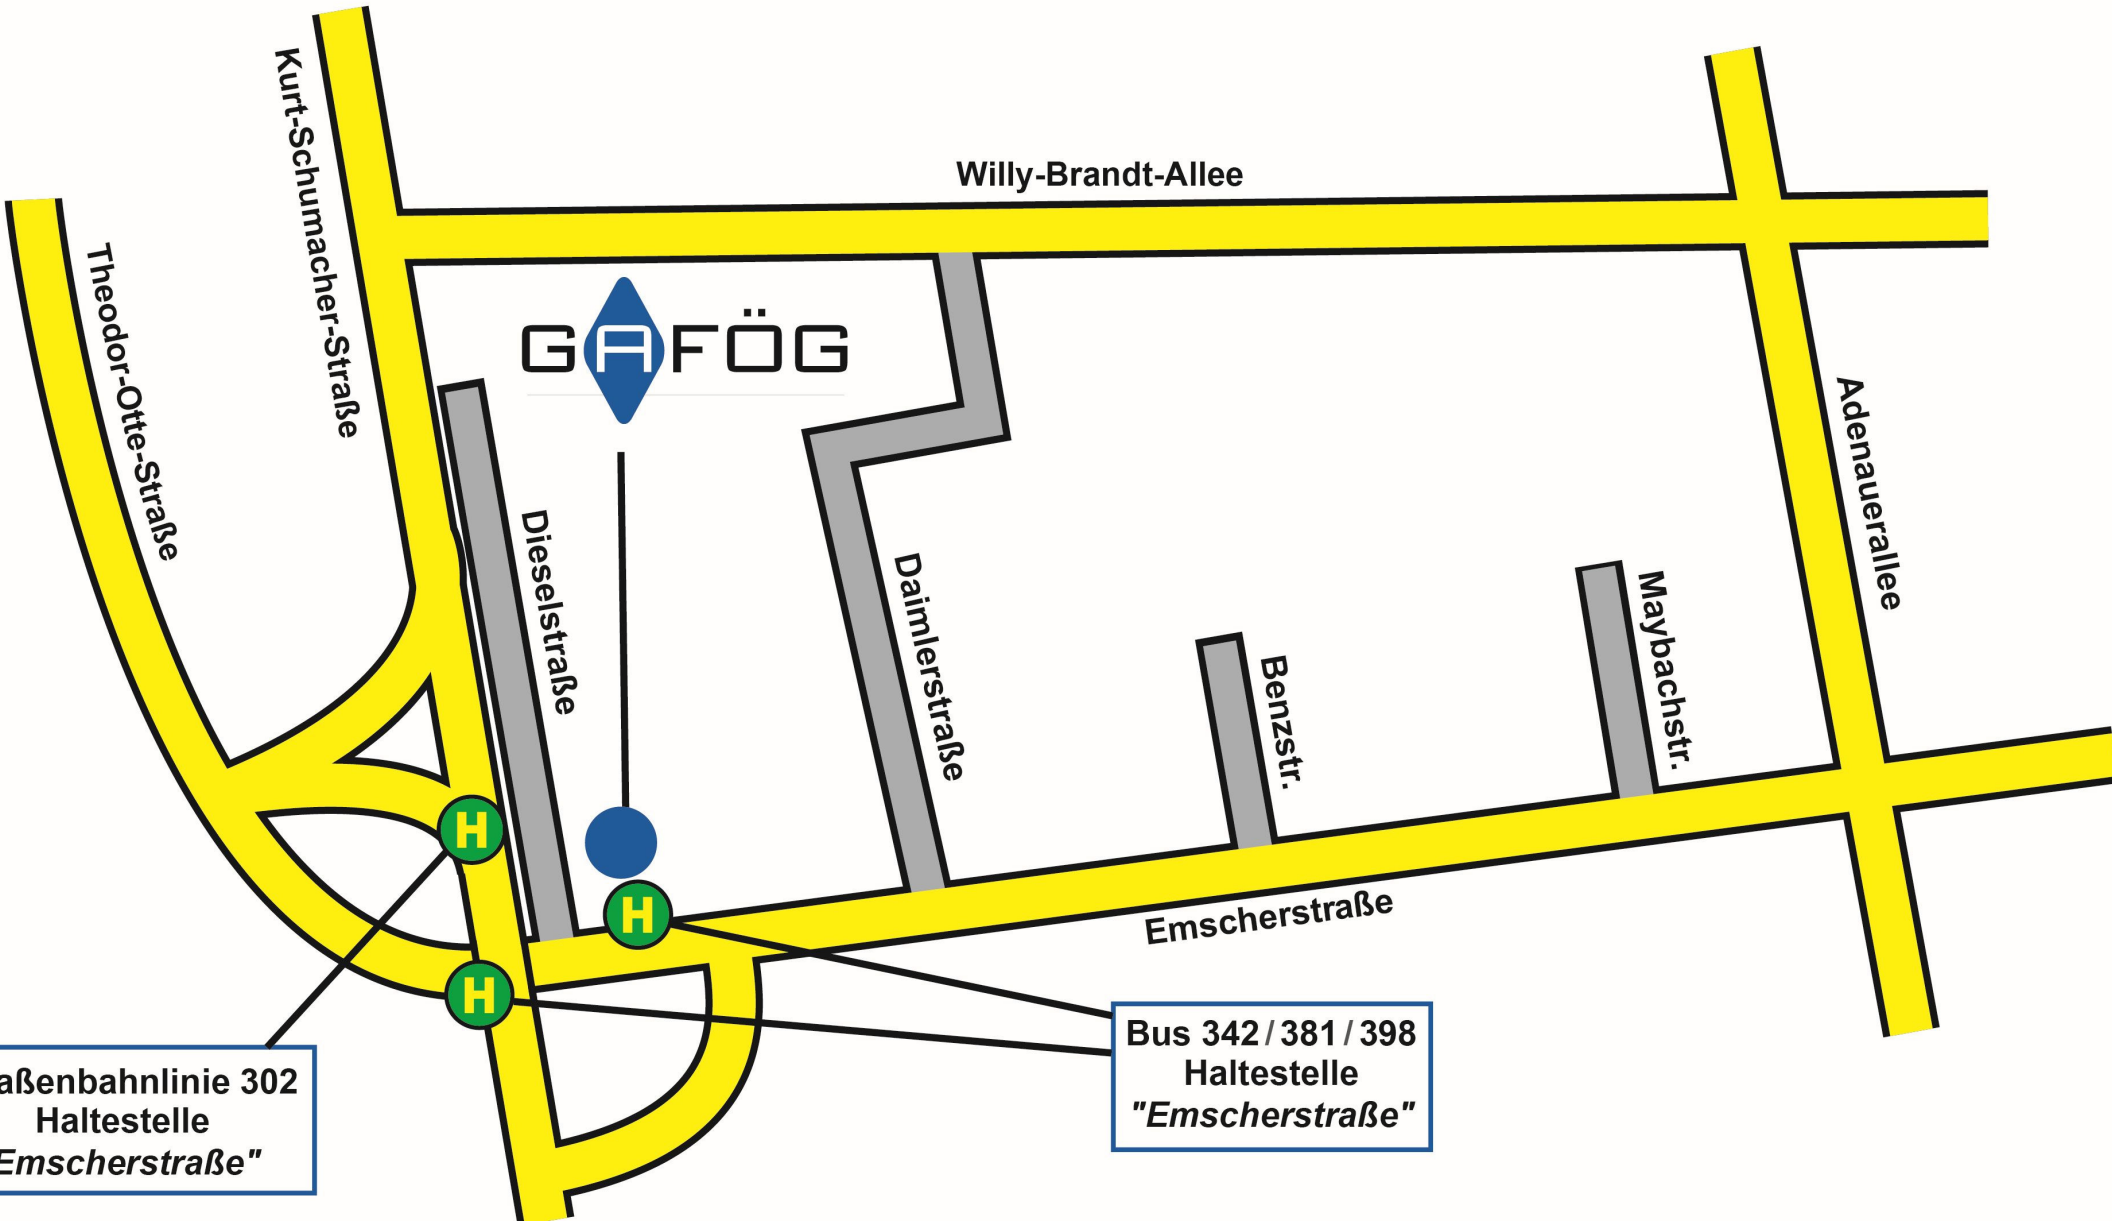 Kurt-Schumacher-Straße
Willy-Brandt-Allee
Theodor-Otte-Straße
GAFÖG
Adenauerallee
Dieselstraße
Daimlerstraße
Maybachstr.
Benzstr.
H
H
Emscherstraße
H
Bus 342/381/398
Haltestelle
"Emscherstraße"
aßenbahnlinie 302
Haltestelle
Emscherstraße"